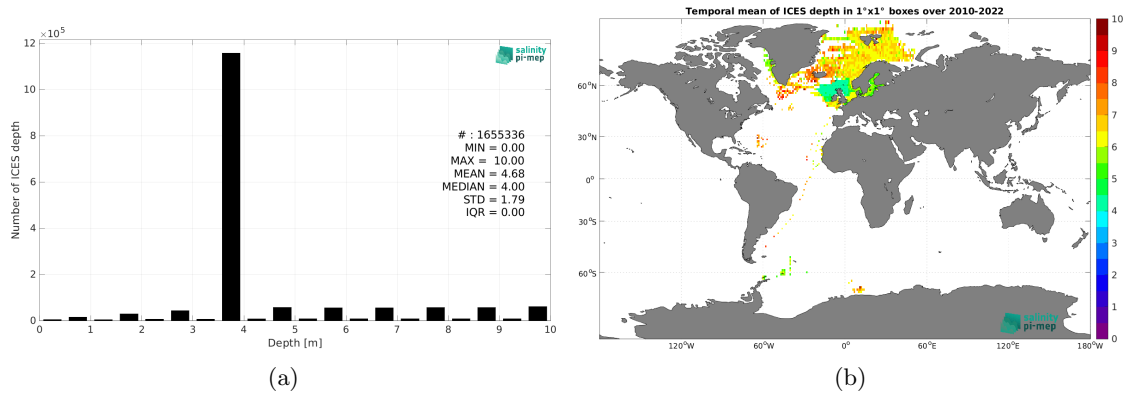 ×10⁵
12
10
8
6
4
2
0
Number of ICES depth
salinity
pi-mep
# : 1655336
MIN = 0.00
MAX = 10.00
MEAN = 4.68
MEDIAN = 4.00
STD = 1.79
IQR = 0.00
0 1 2 3 4 5 6 7 8 9 10
Depth [m]
(a)
Temporal mean of ICES depth in 1°x1° boxes over 2010-2022
60°N
30°N
0°
30°S
60°S
120°W 60°W 0° 60°E 120°E 180°W
salinity
pi-mep
10
9
8
7
6
5
4
3
2
1
0
(b)